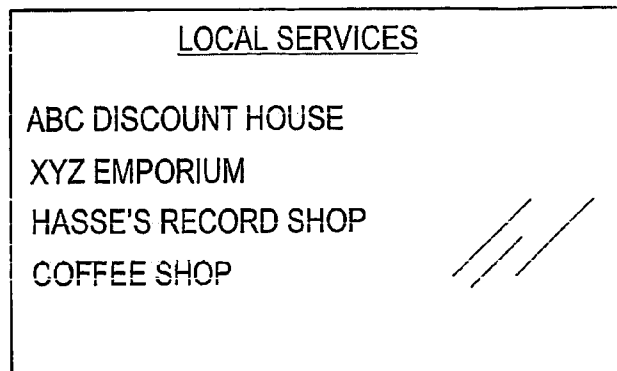 LOCAL SERVICES
ABC DISCOUNT HOUSE
XYZ EMPORIUM
HASSE'S RECORD SHOP
COFFEE SHOP